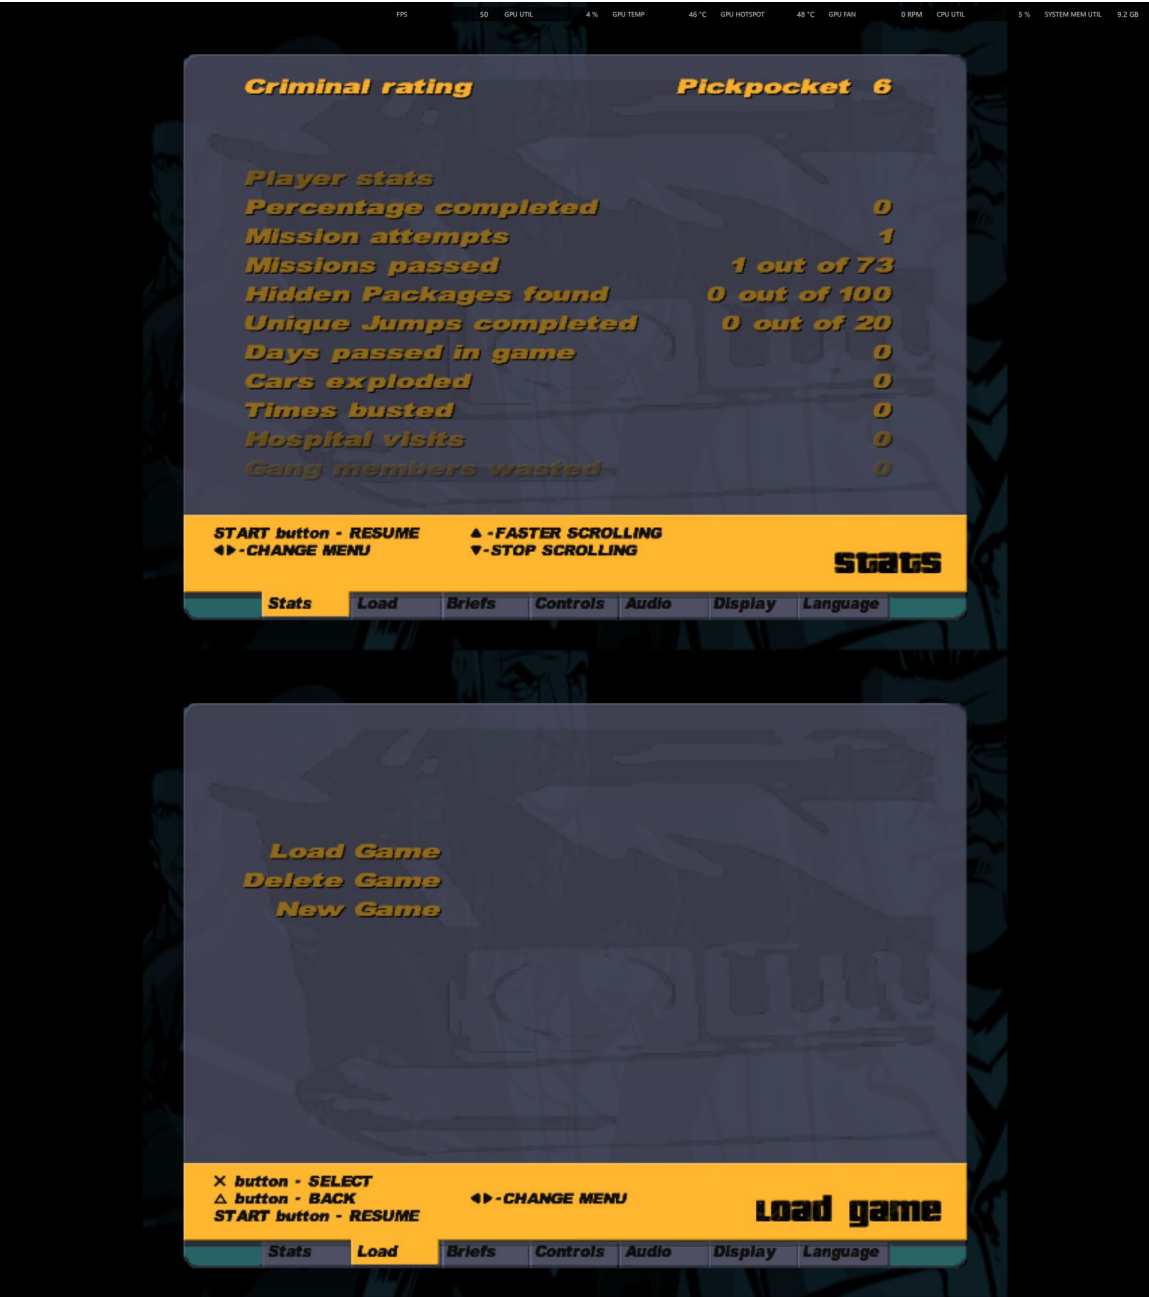 FPS 50 GPU UTIL 4 % GPU TEMP 46 °C GPU HOTSPOT 48 °C GPU FAN 0 RPM CPU UTIL 5 % SYSTEM MEM UTIL 9.2 GB
Criminal rating Pickpocket 6
Player stats
Percentage completed 0
Mission attempts 1
Missions passed 1 out of 73
Hidden Packages found 0 out of 100
Unique Jumps completed 0 out of 20
Days passed in game 0
Cars exploded 0
Times busted 0
Hospital visits 0
Gang members wasted 0
START button - RESUME ▲ -FASTER SCROLLING
◀▶-CHANGE MENU ▼-STOP SCROLLING
Stats
Stats Load Briefs Controls Audio Display Language
Load Game
Delete Game
New Game
✕ button - SELECT
△ button - BACK ◀▶-CHANGE MENU
START button - RESUME
Load game
Stats Load Briefs Controls Audio Display Language